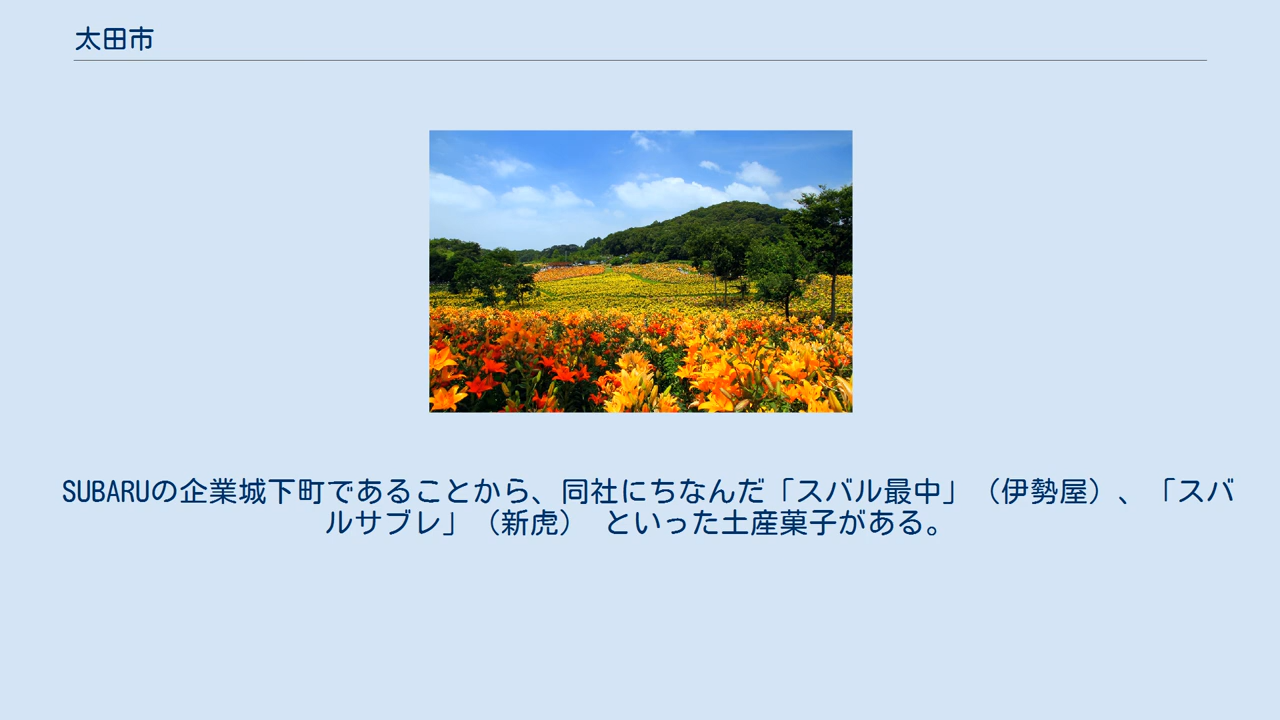 太田市
SUBARUの企業城下町であることから、同社にちなんだ「スバル最中」（伊勢屋）、「スバ
ルサブレ」（新虎） といった土産菓子がある。